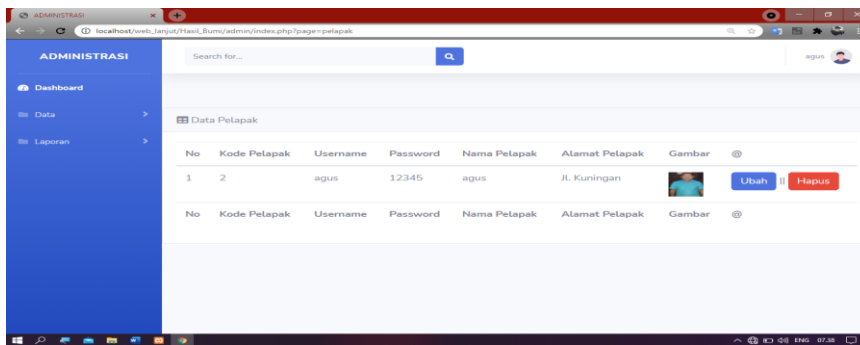 ADMINISTRASI
localhost/web_lanjut/Hasil_Bumi/admin/index.php?page=pelapak
ADMINISTRASI
Search for...
agus
Dashboard
Data
Laporan
Data Pelapak
No Kode Pelapak Username Password Nama Pelapak Alamat Pelapak Gambar @
1 2 agus 12345 agus JL. Kuningan Ubah || Hapus
No Kode Pelapak Username Password Nama Pelapak Alamat Pelapak Gambar @
ENG 07.38